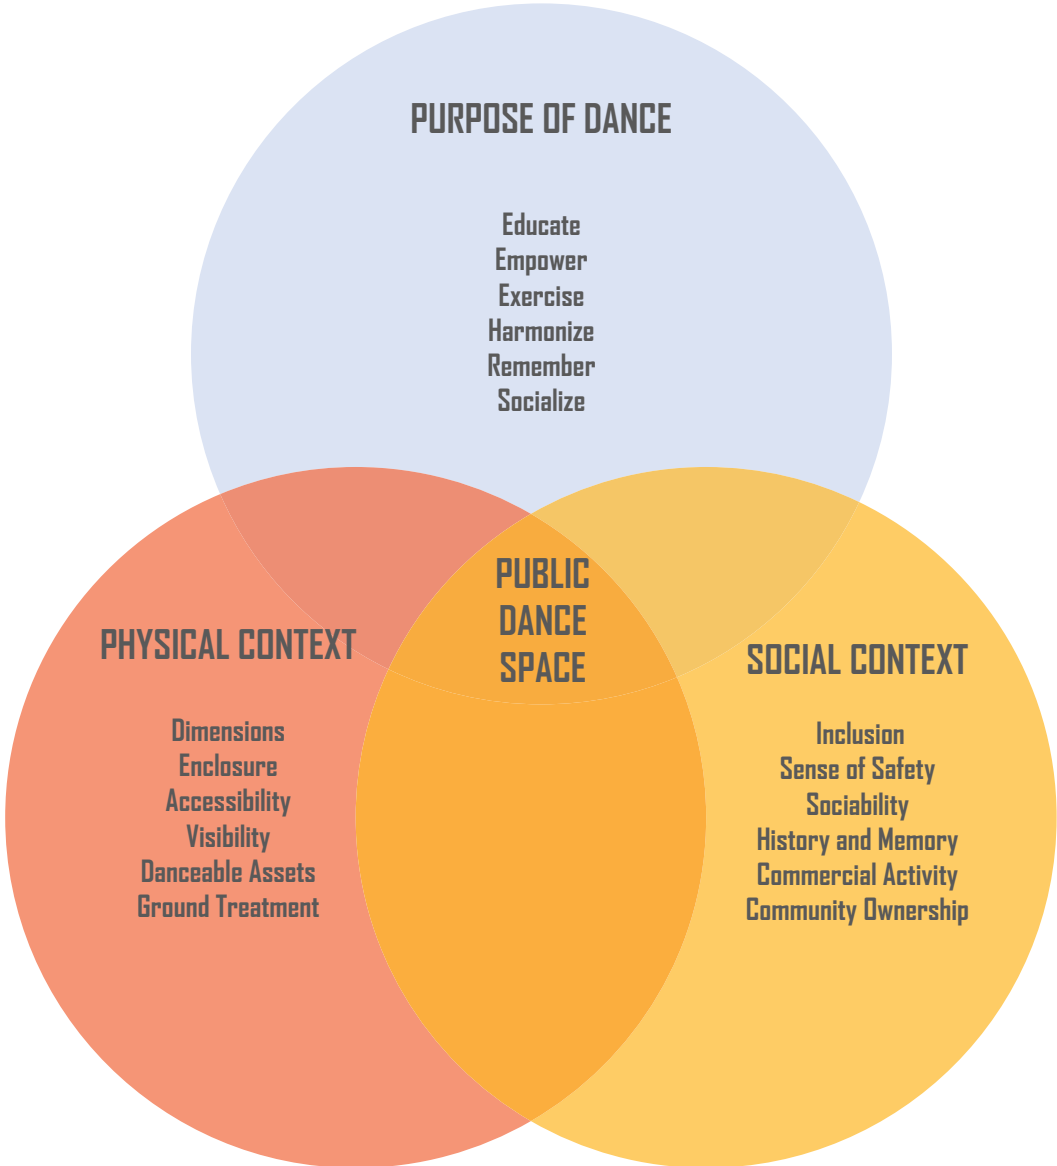 PURPOSE OF DANCE
Educate
Empower
Exercise
Harmonize
Remember
Socialize
PUBLIC
DANCE
SPACE
PHYSICAL CONTEXT
Dimensions
Enclosure
Accessibility
Visibility
Danceable Assets
Ground Treatment
SOCIAL CONTEXT
Inclusion
Sense of Safety
Sociability
History and Memory
Commercial Activity
Community Ownership